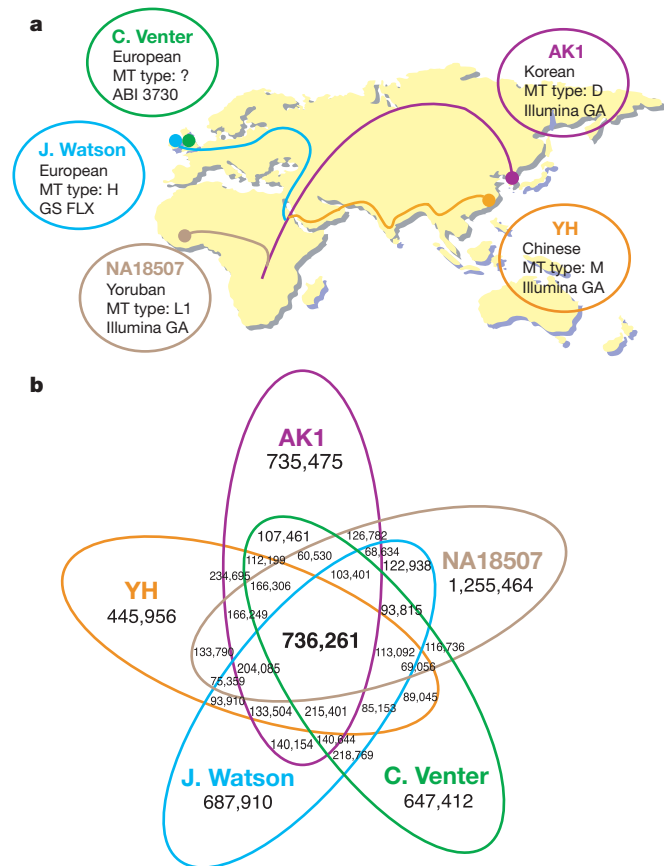 a
C. Venter
European
MT type: ?
ABI 3730
AK1
Korean
MT type: D
Illumina GA
J. Watson
European
MT type: H
GS FLX
NA18507
Yoruban
MT type: L1
Illumina GA
YH
Chinese
MT type: M
Illumina GA
b
AK1
735,475
107,461
126,782
112,199
60,530
68,634
122,938
NA18507
1,255,464
234,695
166,306
103,401
YH
445,956
166,249
93,815
133,790
736,261
113,092
116,736
204,085
69,056
75,359
93,910
133,504
215,401
85,153
89,045
140,154
140,644
218,769
J. Watson
687,910
C. Venter
647,412